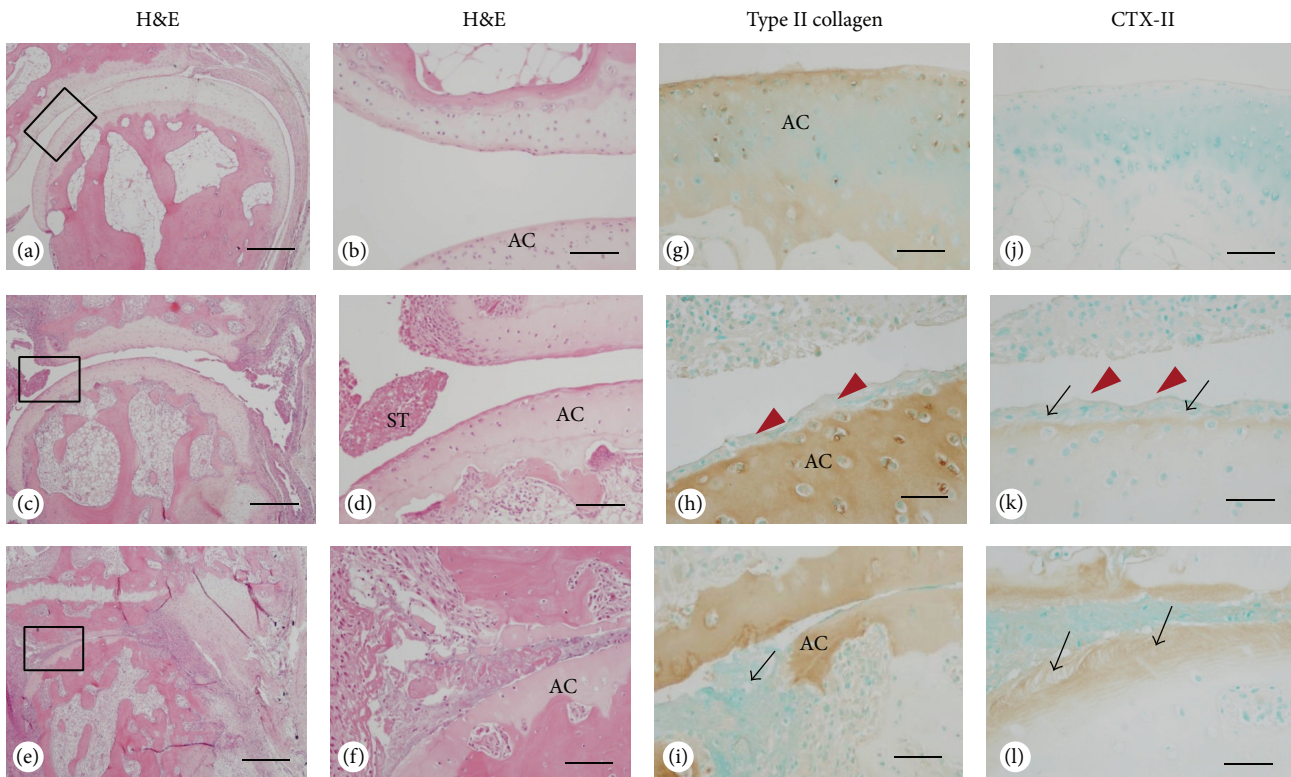 H&E H&E Type II collagen CTX-II
AC
AC
(a) (b) (g) (j)
ST AC
AC
(c) (d) (h) (k)
AC
AC
(e) (f) (i) (l)